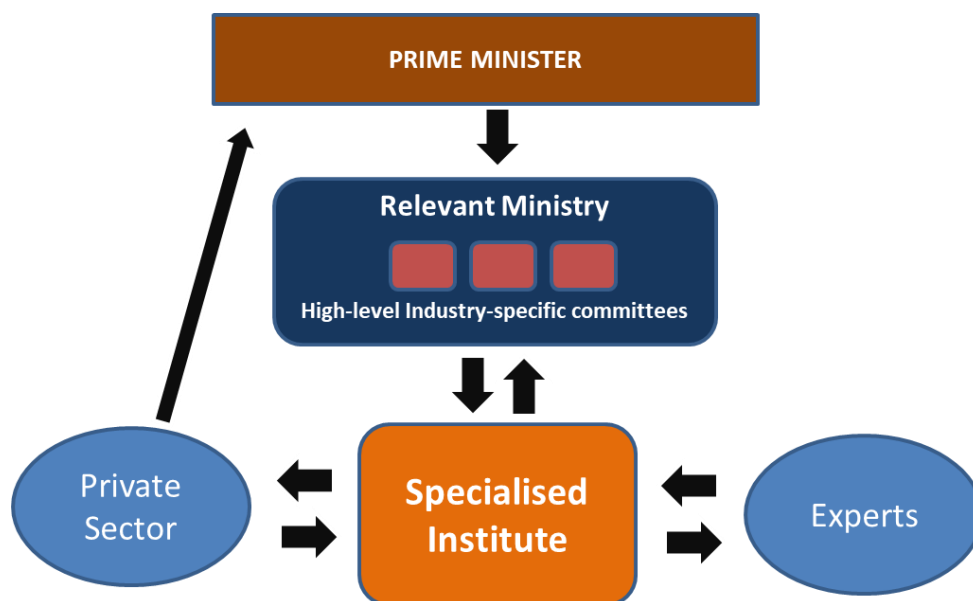 PRIME MINISTER
Relevant Ministry
High-level Industry-specific committees
Private
Sector
Specialised
Institute
Experts